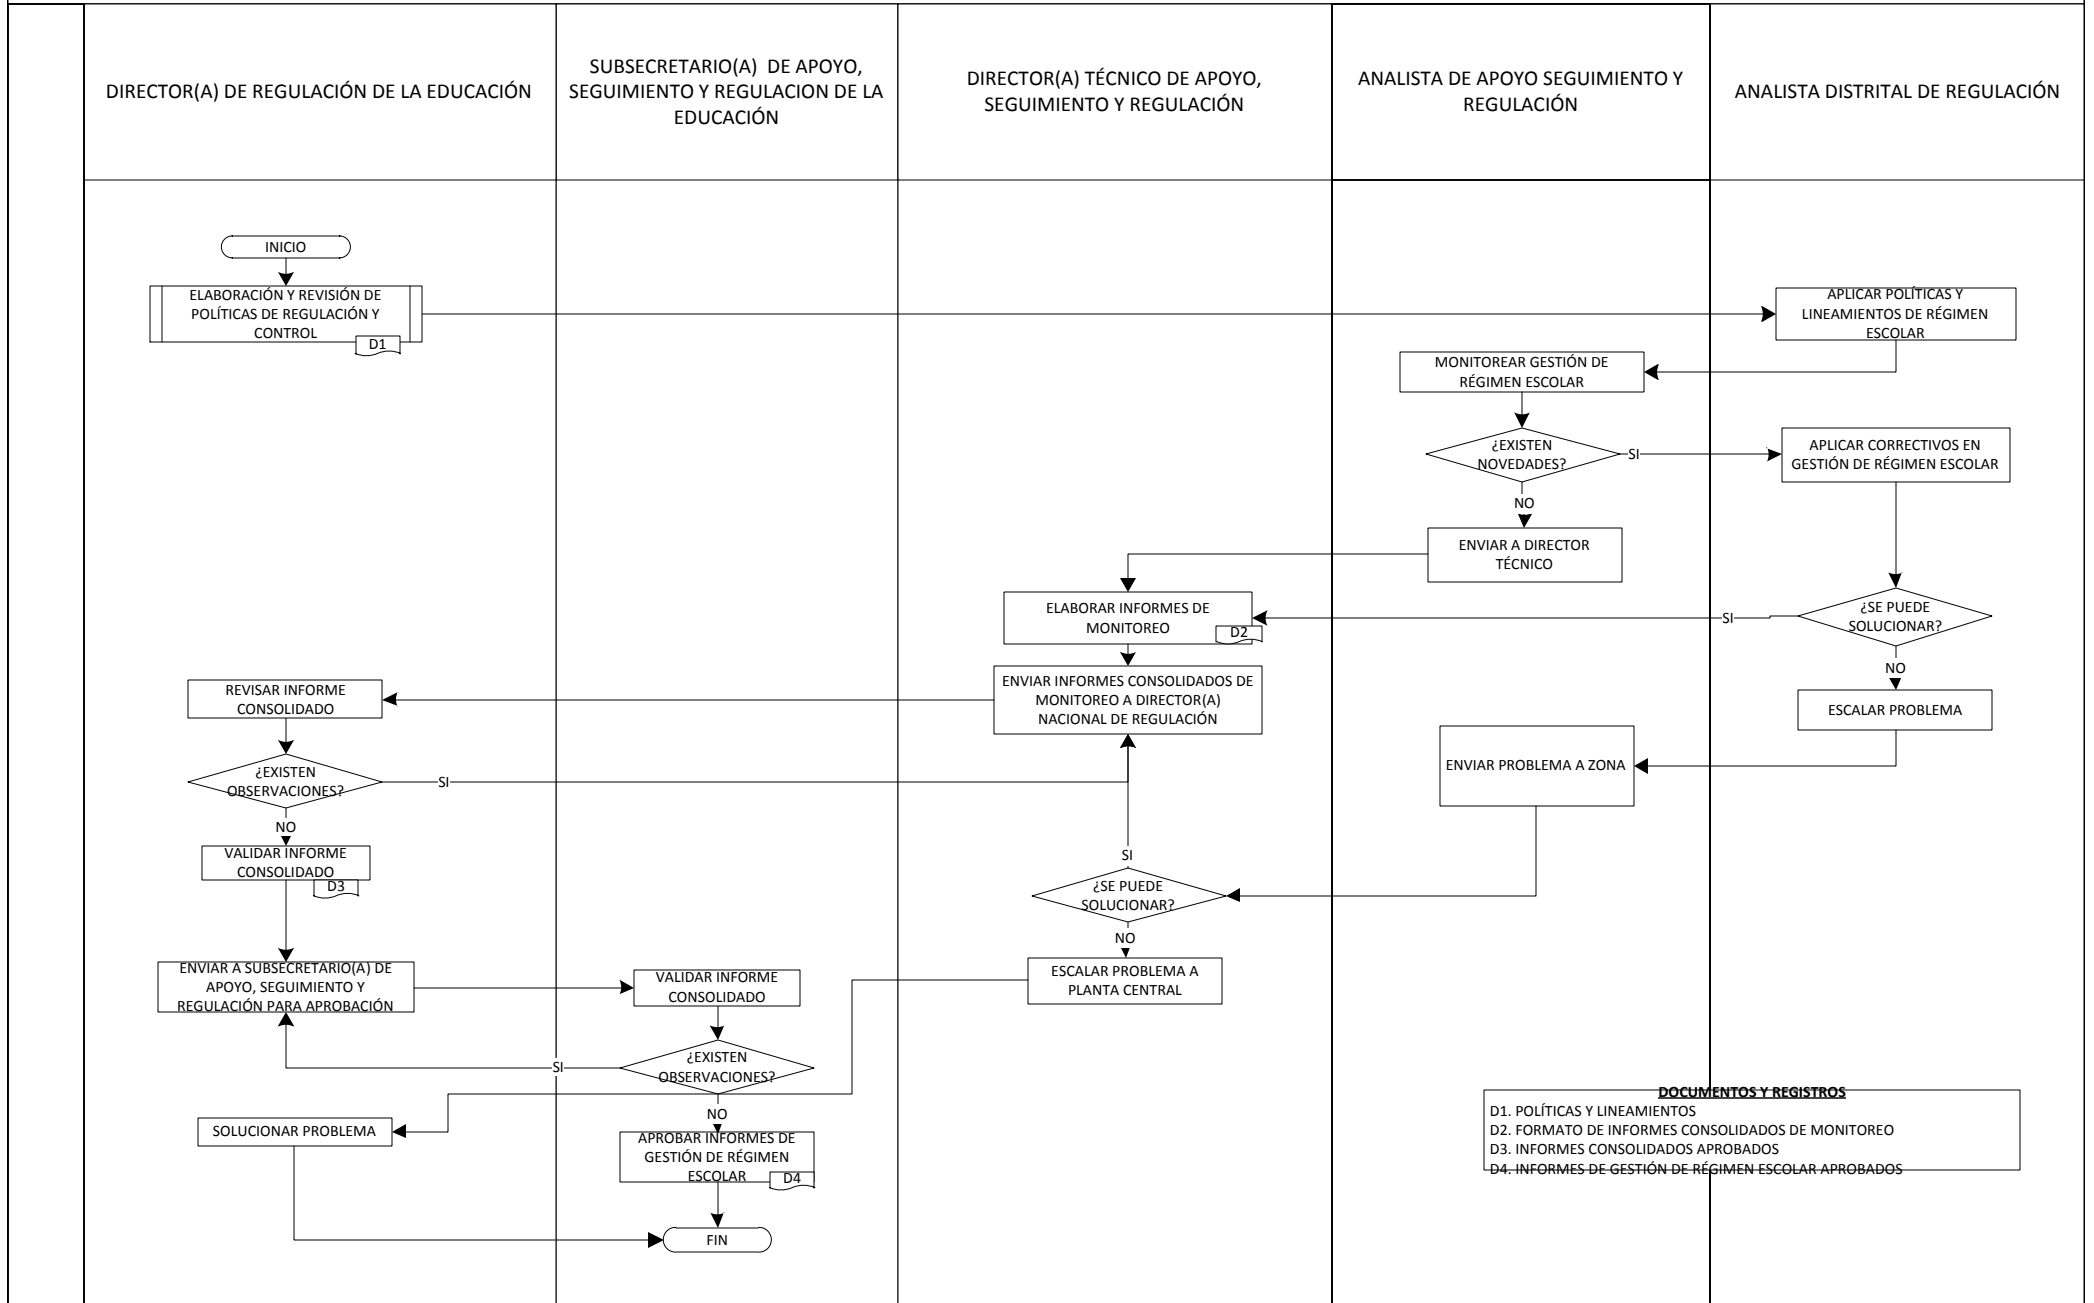 DIRECTOR(A) DE REGULACIÓN DE LA EDUCACIÓN
SUBSECRETARIO(A) DE APOYO,
SEGUIMIENTO Y REGULACION DE LA
EDUCACIÓN
DIRECTOR(A) TÉCNICO DE APOYO,
SEGUIMIENTO Y REGULACIÓN
ANALISTA DE APOYO SEGUIMIENTO Y
REGULACIÓN
ANALISTA DISTRITAL DE REGULACIÓN
INICIO
ELABORACIÓN Y REVISIÓN DE
POLÍTICAS DE REGULACIÓN Y
CONTROL
D1
APLICAR POLÍTICAS Y
LINEAMIENTOS DE RÉGIMEN
ESCOLAR
MONITOREAR GESTIÓN DE
RÉGIMEN ESCOLAR
¿EXISTEN
NOVEDADES?
SI
APLICAR CORRECTIVOS EN
GESTIÓN DE RÉGIMEN ESCOLAR
NO
ENVIAR A DIRECTOR
TÉCNICO
ELABORAR INFORMES DE
MONITOREO
D2
SI
¿SE PUEDE
SOLUCIONAR?
NO
ESCALAR PROBLEMA
ENVIAR INFORMES CONSOLIDADOS DE
MONITOREO A DIRECTOR(A)
NACIONAL DE REGULACIÓN
REVISAR INFORME
CONSOLIDADO
¿EXISTEN
OBSERVACIONES?
SI
ENVIAR PROBLEMA A ZONA
NO
VALIDAR INFORME
CONSOLIDADO
D3
SI
¿SE PUEDE
SOLUCIONAR?
NO
ESCALAR PROBLEMA A
PLANTA CENTRAL
ENVIAR A SUBSECRETARIO(A) DE
APOYO, SEGUIMIENTO Y
REGULACIÓN PARA APROBACIÓN
VALIDAR INFORME
CONSOLIDADO
¿EXISTEN
OBSERVACIONES?
SI
NO
SOLUCIONAR PROBLEMA
APROBAR INFORMES DE
GESTIÓN DE RÉGIMEN
ESCOLAR
D4
FIN
DOCUMENTOS Y REGISTROS
D1. POLÍTICAS Y LINEAMIENTOS
D2. FORMATO DE INFORMES CONSOLIDADOS DE MONITOREO
D3. INFORMES CONSOLIDADOS APROBADOS
D4. INFORMES DE GESTIÓN DE RÉGIMEN ESCOLAR APROBADOS